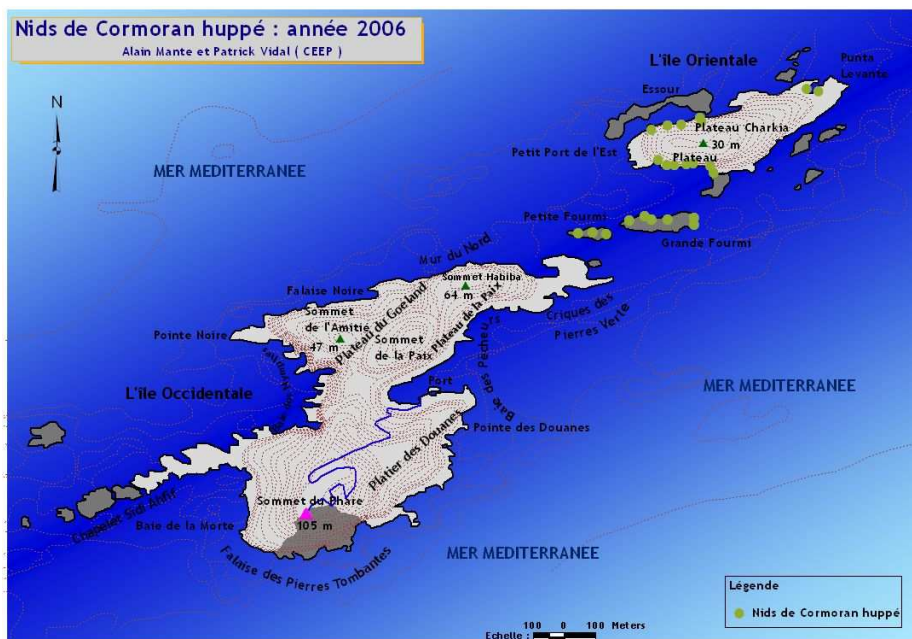 Nids de Cormoran huppé : année 2006
Alain Mante et Patrick Vidal ( CEEP )
N
L'île Orientale
Punta
Levante
Essour
Plateau Charkia
30 m
Petit Port de l'Est
Plateau
MER MEDITERRANEE
Petite Fourmi
Grande Fourmi
Mur du Nord
Sommet Habiba
64 m
Falaise Noire
Plateau du Goeland
Plateau de la Paix
Criques des
Pierres Verte
Pointe Noire
Sommet
de l'Amitié
47 m
Sommet
de la Paix
Baie des Pecheurs
L'île Occidentale
Port
MER MEDITERRANEE
Pointe des Douanes
Platier des Douanes
Sommet du Phare
105 m
Chapelet Sidi Anfif
Baie de la Morte
Falaise des Pierres Tombantes
MER MEDITERRANEE
Légende
Nids de Cormoran huppé
100 0 100 Meters
Echelle :